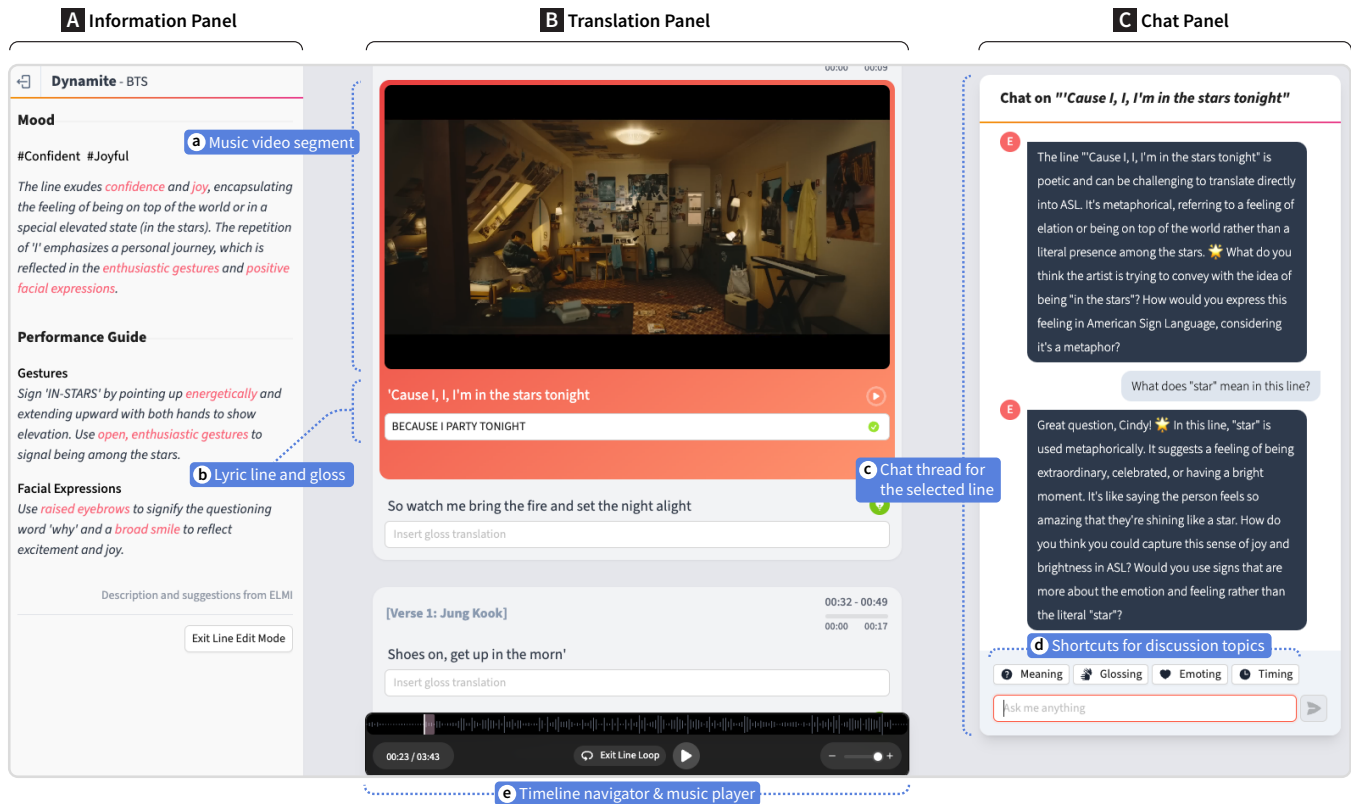 A Information Panel
B Translation Panel
C Chat Panel
Dynamite - BTS
Mood
#Confident #Joyful
The line exudes confidence and joy, encapsulating
the feeling of being on top of the world or in a
special elevated state (in the stars). The repetition
of 'I' emphasizes a personal journey, which is
reflected in the enthusiastic gestures and positive
facial expressions.
Performance Guide
Gestures
Sign 'IN-STARS' by pointing up energetically and
extending upward with both hands to show
elevation. Use open, enthusiastic gestures to
signal being among the stars.
Facial Expressions
Use raised eyebrows to signify the questioning
word 'why' and a broad smile to reflect
excitement and joy.
Description and suggestions from ELMI
Exit Line Edit Mode
a Music video segment
b Lyric line and gloss
00:00 00:09
'Cause I, I, I'm in the stars tonight
BECAUSE I PARTY TONIGHT
So watch me bring the fire and set the night alight
Insert gloss translation
[Verse 1: Jung Kook]
00:32 - 00:49
00:00 00:17
Shoes on, get up in the morn'
Insert gloss translation
00:23 / 03:43
Exit Line Loop
e Timeline navigator & music player
c Chat thread for
the selected line
Chat on "'Cause I, I, I'm in the stars tonight"
E
The line "'Cause I, I, I'm in the stars tonight" is
poetic and can be challenging to translate directly
into ASL. It's metaphorical, referring to a feeling of
elation or being on top of the world rather than a
literal presence among the stars. 🌟 What do you
think the artist is trying to convey with the idea of
being "in the stars"? How would you express this
feeling in American Sign Language, considering
it's a metaphor?
What does "star" mean in this line?
E
Great question, Cindy! 🌟 In this line, "star" is
used metaphorically. It suggests a feeling of being
extraordinary, celebrated, or having a bright
moment. It's like saying the person feels so
amazing that they're shining like a star. How do
you think you could capture this sense of joy and
brightness in ASL? Would you use signs that are
more about the emotion and feeling rather than
the literal "star"?
d Shortcuts for discussion topics
Meaning Glossing Emoting Timing
Ask me anything